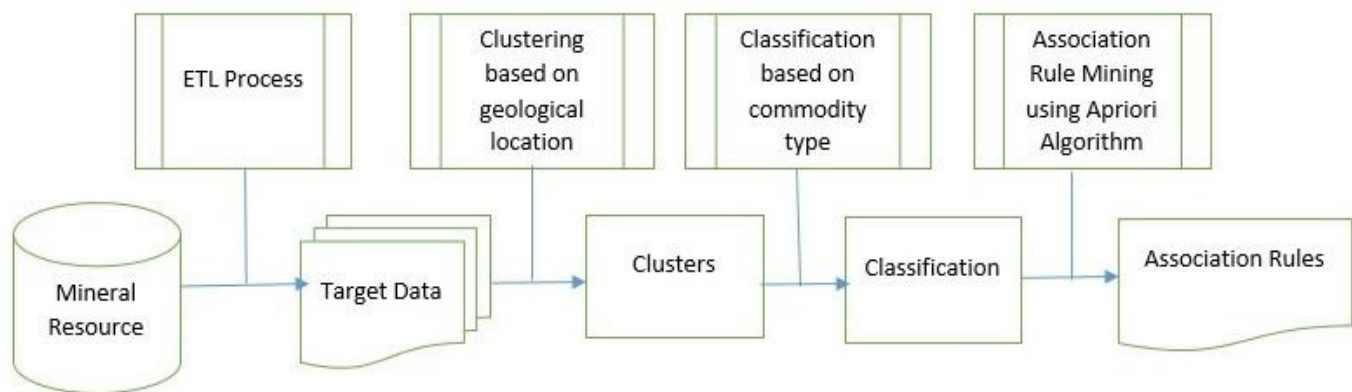 ETL Process
Clustering
based on
geological
location
Classification
based on
commodity
type
Association
Rule Mining
using Apriori
Algorithm
Mineral
Resource
Target Data
Clusters
Classification
Association Rules